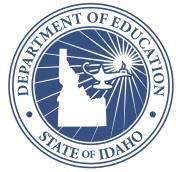 DEPARTMENT OF EDUCATION
STATE OF IDAHO